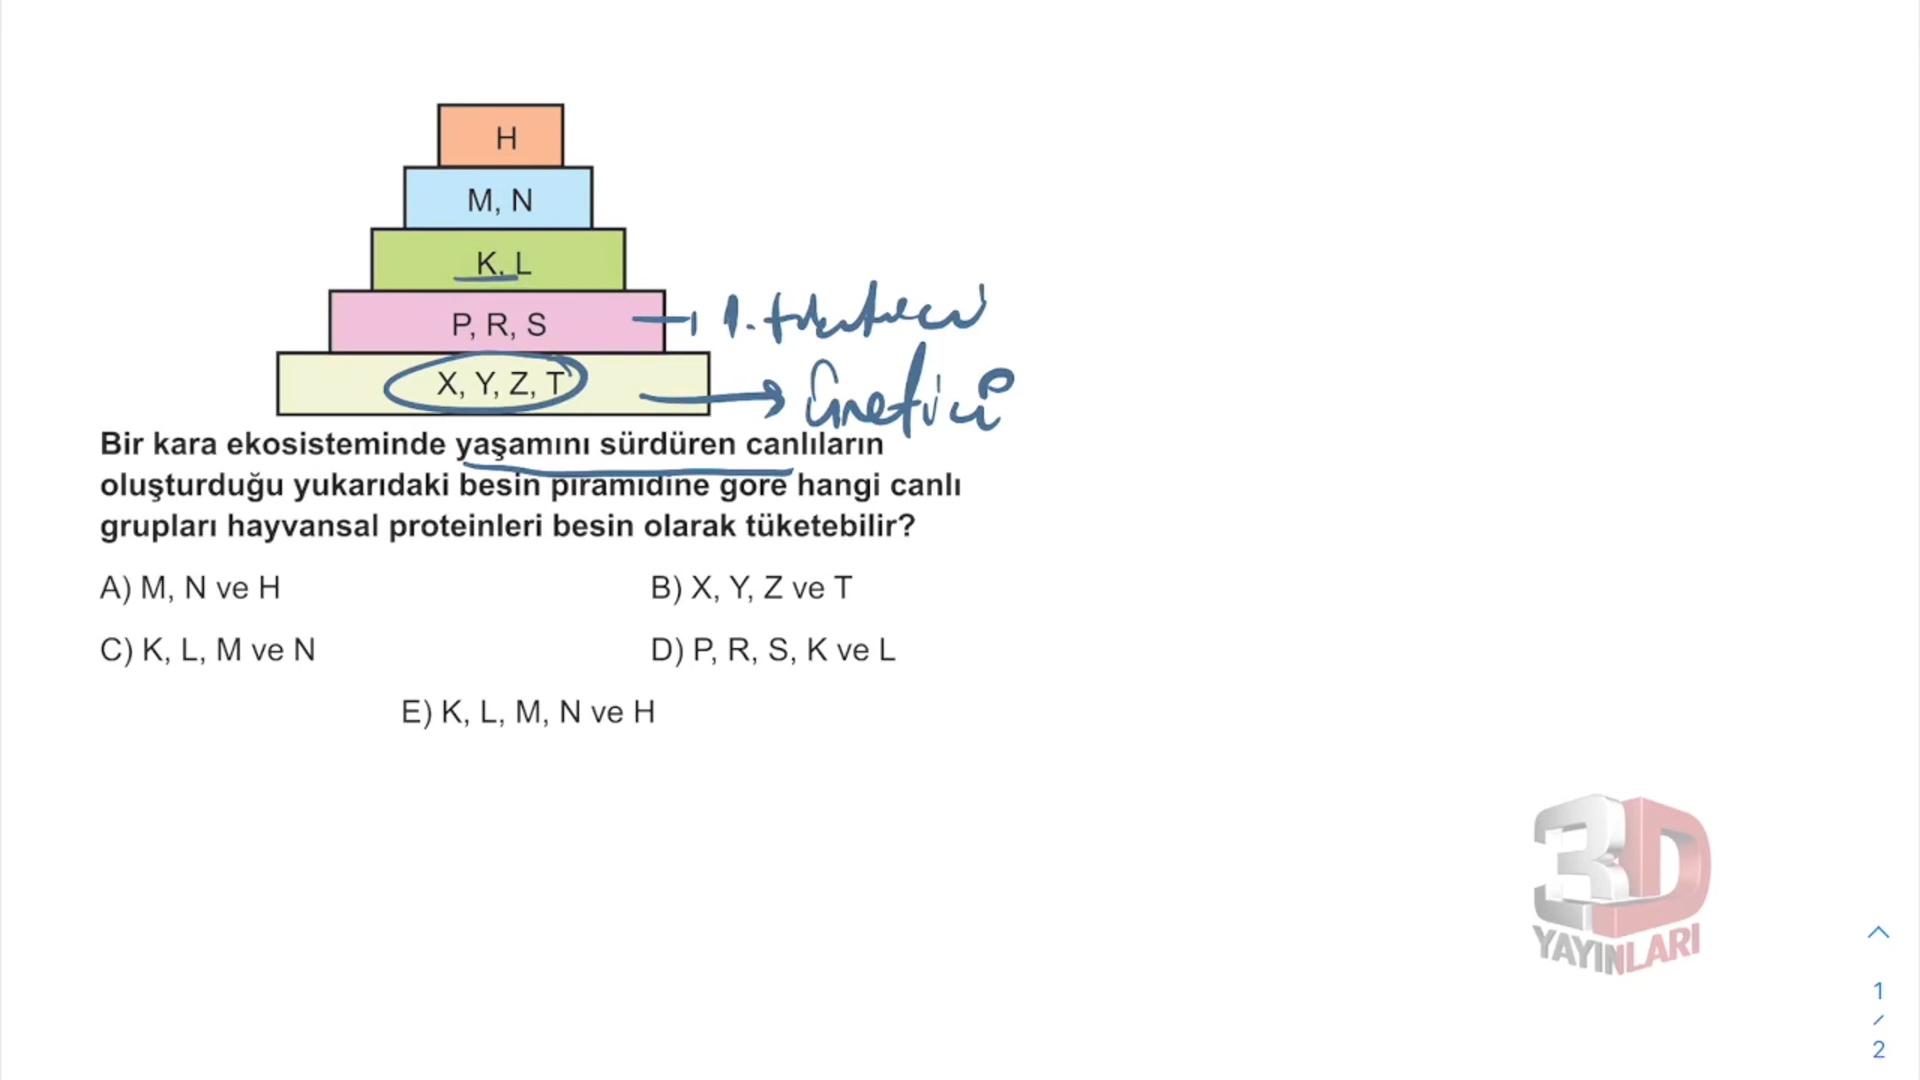 H
M, N
K, L
P, R, S
1. tüketici
X, Y, Z, T
üretici
Bir kara ekosisteminde yaşamını sürdüren canlıların
oluşturduğu yukarıdaki besin piramidine göre hangi canlı
grupları hayvansal proteinleri besin olarak tüketebilir?
A) M, N ve H
B) X, Y, Z ve T
C) K, L, M ve N
D) P, R, S, K ve L
E) K, L, M, N ve H
3D
YAYINLARI
1
/
2